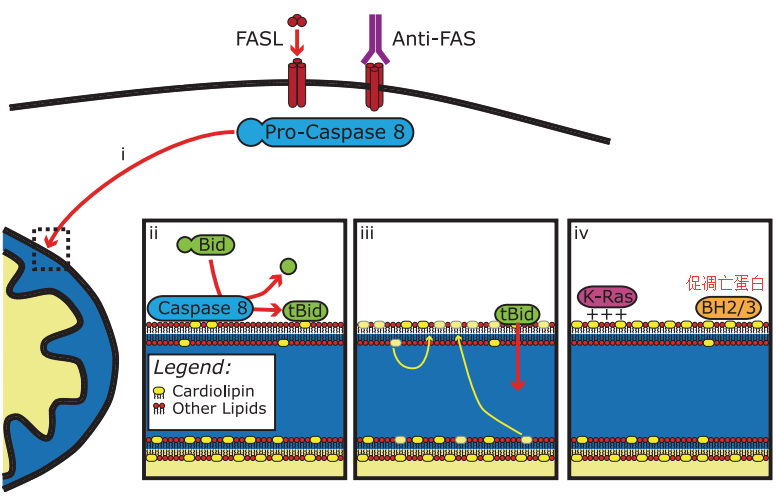 FASL
Anti-FAS
Pro-Caspase 8
i
ii
Bid
Caspase 8
tBid
Legend:
Cardiolipin
Other Lipids
iii
tBid
iv
K-Ras
+++
促凋亡蛋白
BH2/3